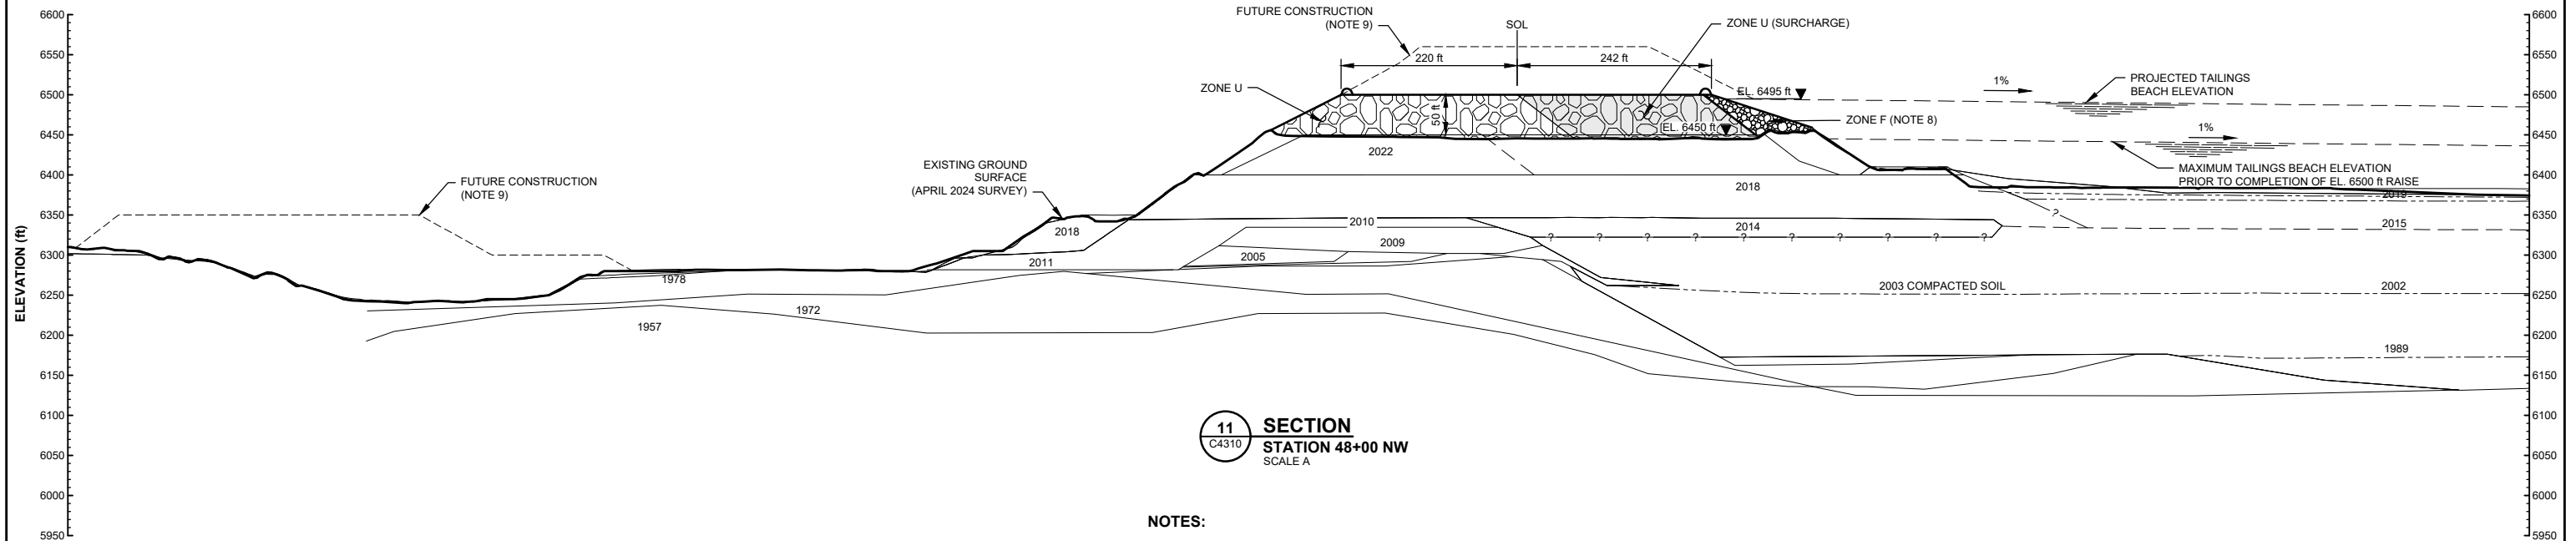 6600
6550
6500
6450
6400
6350
6300
6250
6200
6150
6100
6050
6000
5950
ELEVATION (ft)
FUTURE CONSTRUCTION
(NOTE 9)
EXISTING GROUND
SURFACE
(APRIL 2024 SURVEY)
FUTURE CONSTRUCTION
(NOTE 9)
SOL
ZONE U (SURCHARGE)
220 ft
242 ft
ZONE U
50 ft
EL. 6495 ft
EL. 6450 ft
ZONE F (NOTE 8)
1%
PROJECTED TAILINGS
BEACH ELEVATION
1%
MAXIMUM TAILINGS BEACH ELEVATION
PRIOR TO COMPLETION OF EL. 6500 ft RAISE
2022
2018
2019
2018
2010
2014
2015
2009
2005
2011
1978
1972
1957
2003 COMPACTED SOIL
2002
1989
?
? ? ? ? ? ? ? ? ? ?
6600
6550
6500
6450
6400
6350
6300
6250
6200
6150
6100
6050
6000
5950
11
C4310
SECTION
STATION 48+00 NW
SCALE A
NOTES: